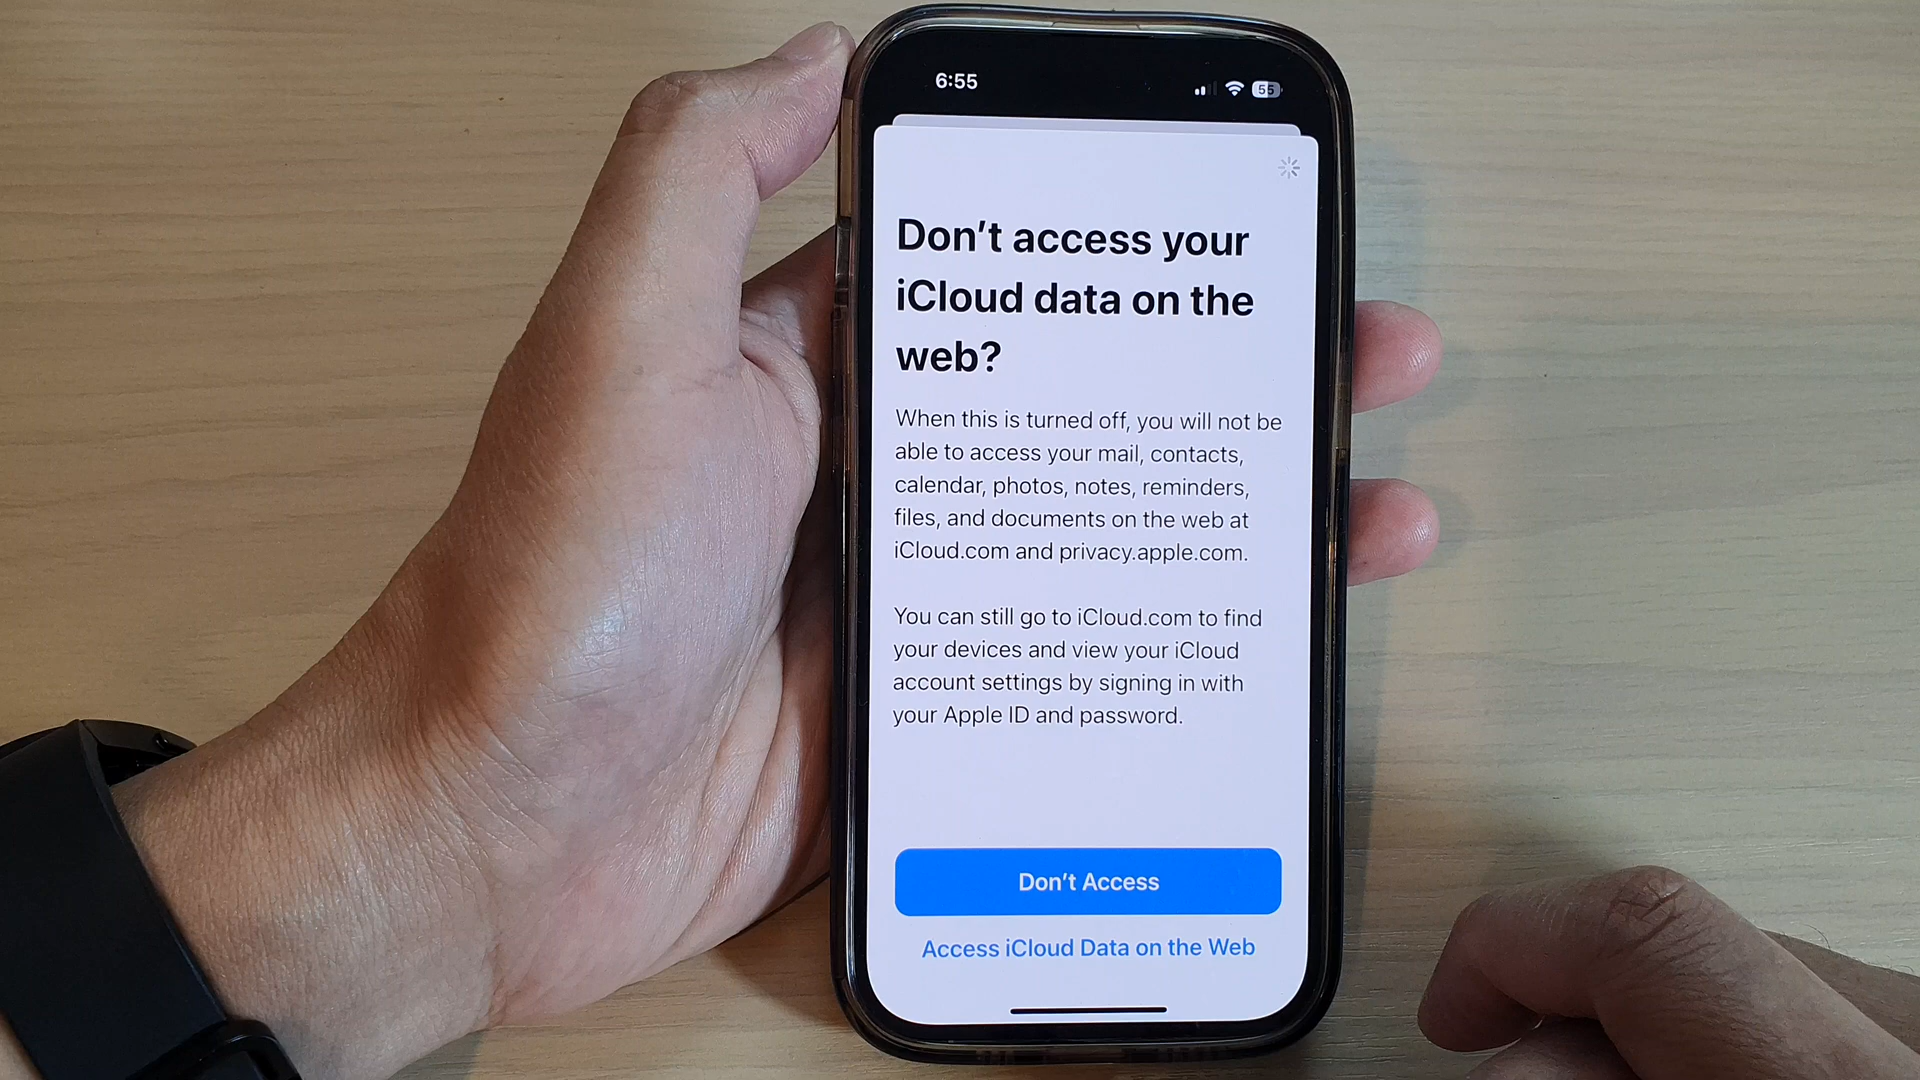 6:55
55
Don't access your
iCloud data on the
web?
When this is turned off, you will not be
able to access your mail, contacts,
calendar, photos, notes, reminders,
files, and documents on the web at
iCloud.com and privacy.apple.com.
You can still go to iCloud.com to find
your devices and view your iCloud
account settings by signing in with
your Apple ID and password.
Don't Access
Access iCloud Data on the Web